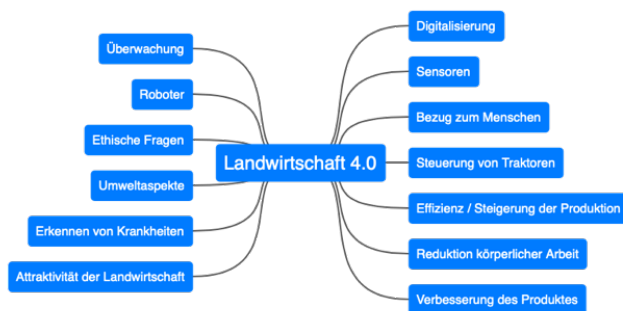 Überwachung
Roboter
Ethische Fragen
Umweltaspekte
Erkennen von Krankheiten
Attraktivität der Landwirtschaft
Landwirtschaft 4.0
Digitalisierung
Sensoren
Bezug zum Menschen
Steuerung von Traktoren
Effizienz / Steigerung der Produktion
Reduktion körperlicher Arbeit
Verbesserung des Produktes